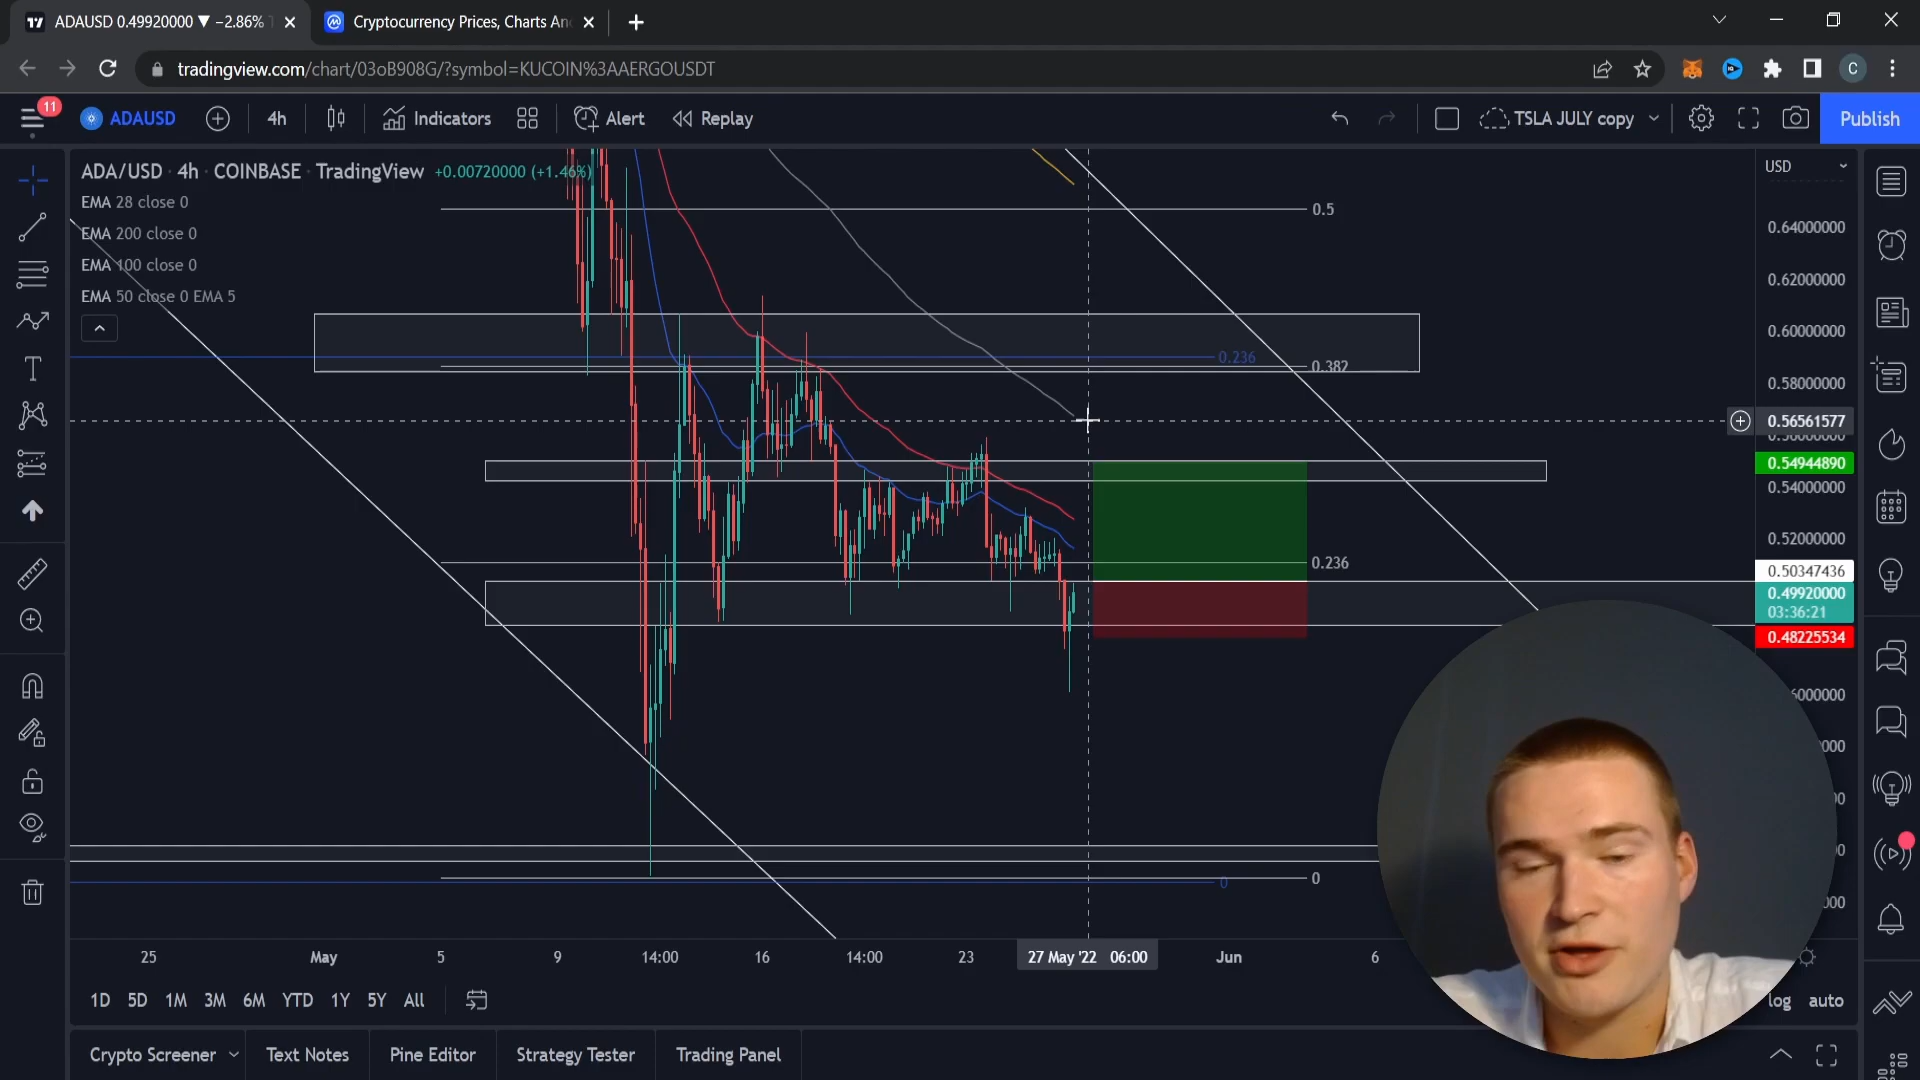 ADAUSD 0.49920000 ▼ −2.86%
Cryptocurrency Prices, Charts An
tradingview.com/chart/03oB908G/?symbol=KUCOIN%3AAERGOUSDT
C
11
ADAUSD
4h
Indicators
Alert
Replay
TSLA JULY copy
Publish
ADA/USD · 4h · COINBASE · TradingView +0.00720000 (+1.46%)
EMA 28 close 0
EMA 200 close 0
EMA 100 close 0
EMA 50 close 0 EMA 5
USD
0.5
0.64000000
0.62000000
0.60000000
0.236
0.382
0.58000000
0.56561577
0.56000000
0.54944890
0.54000000
0.52000000
0.236
0.50347436
0.49920000
03:36:21
0.48225534
6000000
0
0
25
May
5
9
14:00
16
14:00
23
27 May '22 06:00
Jun
6
1D 5D 1M 3M 6M YTD 1Y 5Y All
log auto
Crypto Screener
Text Notes
Pine Editor
Strategy Tester
Trading Panel